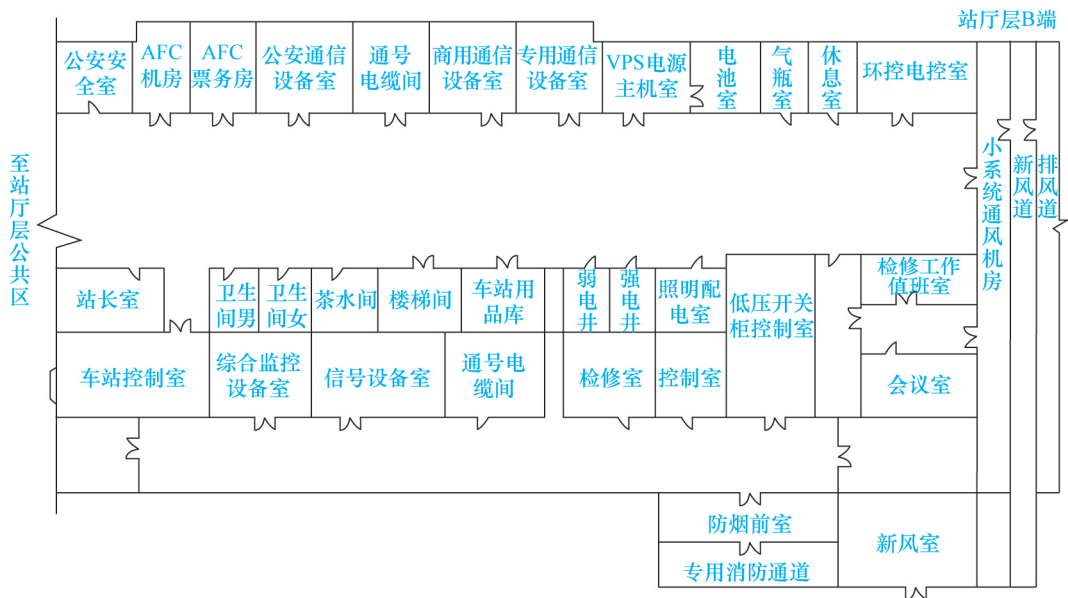 站厅层B端
公安安
全室
AFC
机房
AFC
票务房
公安通信
设备室
通号
电缆间
商用通信
设备室
专用通信
设备室
VPS电源
主机室
电池室
气瓶室
休息室
环控电控室
至站厅层公共区
小系统通风机房
新风道
排风道
站长室
卫生
间男
卫生
间女
茶水间
楼梯间
车站用
品库
弱电井
强电井
照明配
电室
低压开关
柜控制室
检修工作
值班室
车站控制室
综合监控
设备室
信号设备室
通号电
缆间
检修室
控制室
会议室
防烟前室
专用消防通道
新风室